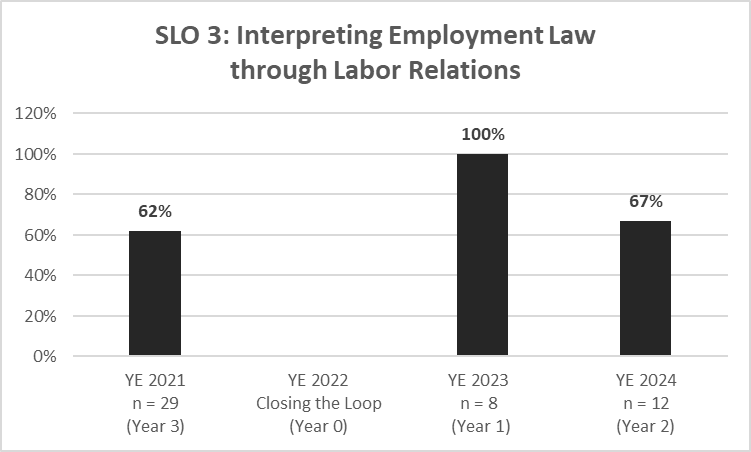 SLO 3: Interpreting Employment Law
through Labor Relations
120%
100%
80%
60%
40%
20%
0%
62%
100%
67%
YE 2021
n = 29
(Year 3)
YE 2022
Closing the Loop
(Year 0)
YE 2023
n = 8
(Year 1)
YE 2024
n = 12
(Year 2)